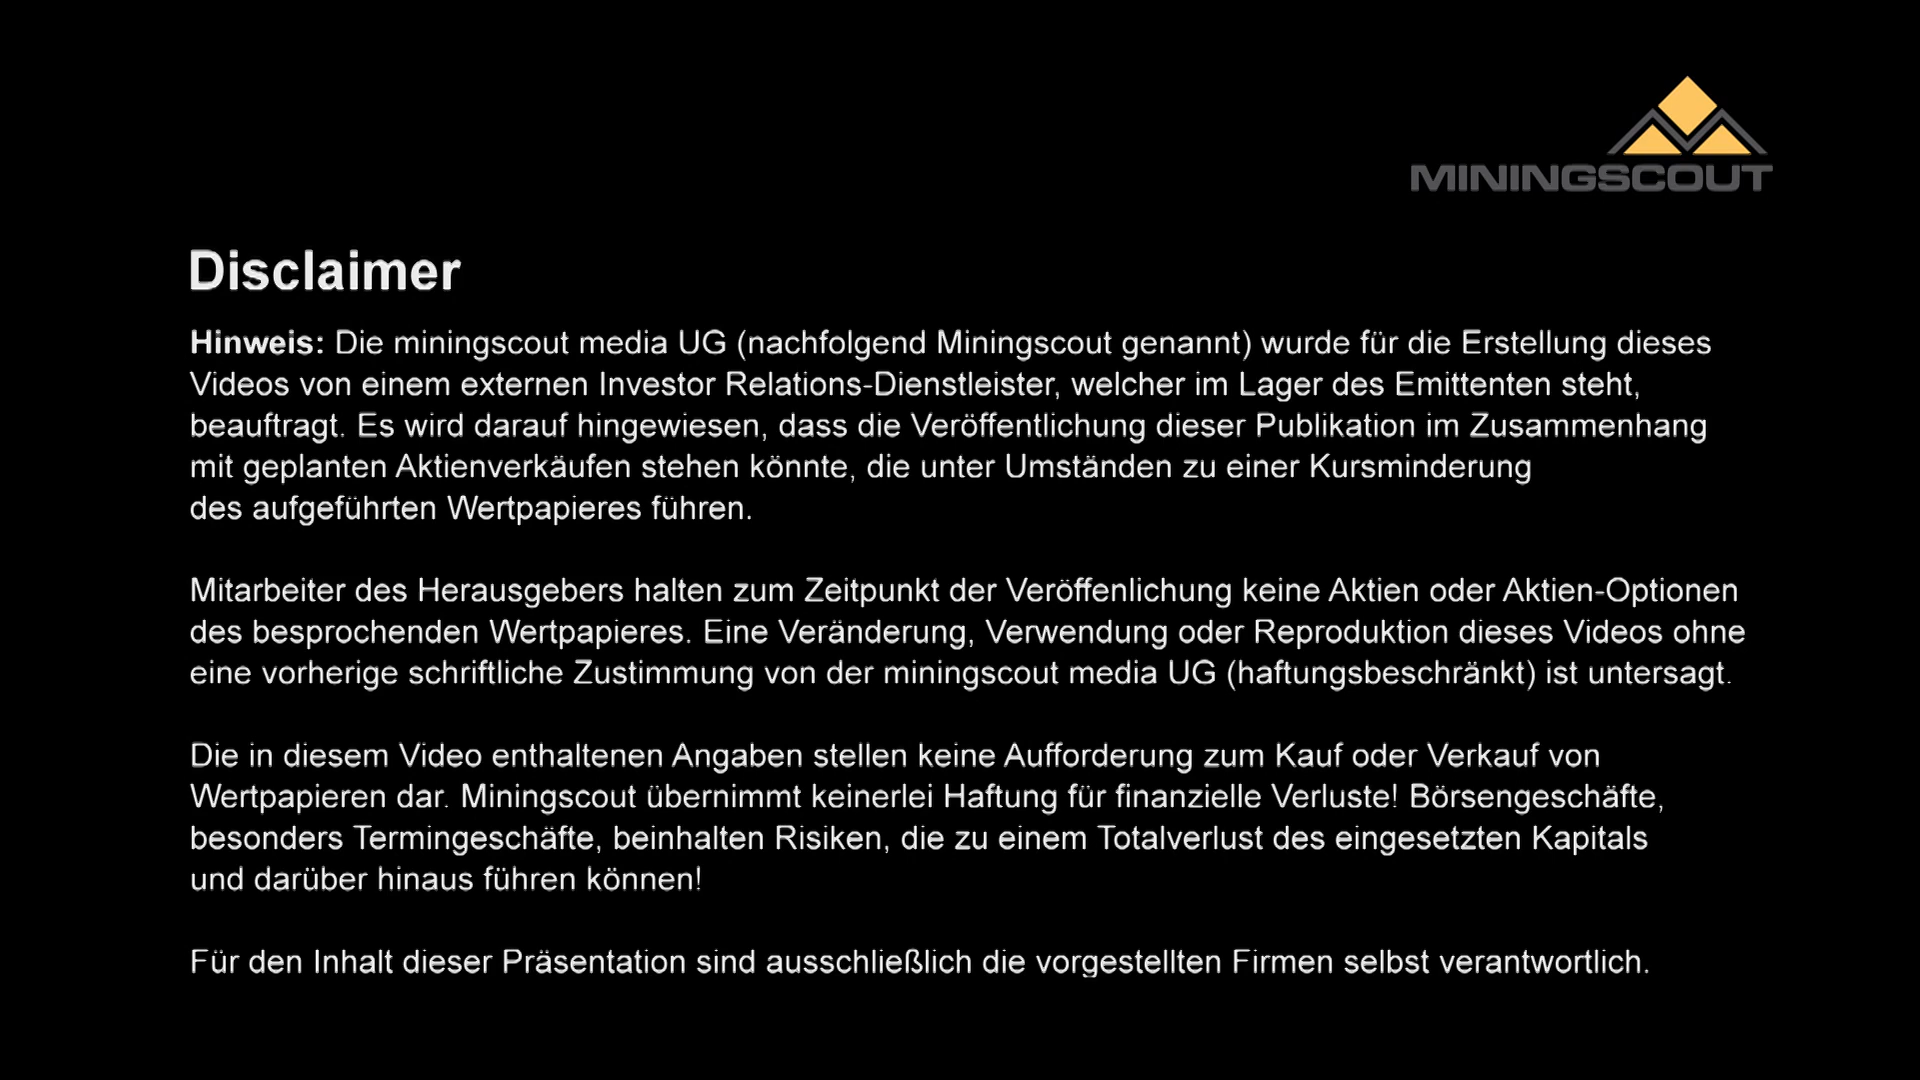 MININGSCOUT
Disclaimer
Hinweis: Die miningscout media UG (nachfolgend Miningscout genannt) wurde für die Erstellung dieses
Videos von einem externen Investor Relations-Dienstleister, welcher im Lager des Emittenten steht,
beauftragt. Es wird darauf hingewiesen, dass die Veröffentlichung dieser Publikation im Zusammenhang
mit geplanten Aktienverkäufen stehen könnte, die unter Umständen zu einer Kursminderung
des aufgeführten Wertpapieres führen.
Mitarbeiter des Herausgebers halten zum Zeitpunkt der Veröffenlichung keine Aktien oder Aktien-Optionen
des besprochenden Wertpapieres. Eine Veränderung, Verwendung oder Reproduktion dieses Videos ohne
eine vorherige schriftliche Zustimmung von der miningscout media UG (haftungsbeschränkt) ist untersagt.
Die in diesem Video enthaltenen Angaben stellen keine Aufforderung zum Kauf oder Verkauf von
Wertpapieren dar. Miningscout übernimmt keinerlei Haftung für finanzielle Verluste! Börsengeschäfte,
besonders Termingeschäfte, beinhalten Risiken, die zu einem Totalverlust des eingesetzten Kapitals
und darüber hinaus führen können!
Für den Inhalt dieser Präsentation sind ausschließlich die vorgestellten Firmen selbst verantwortlich.